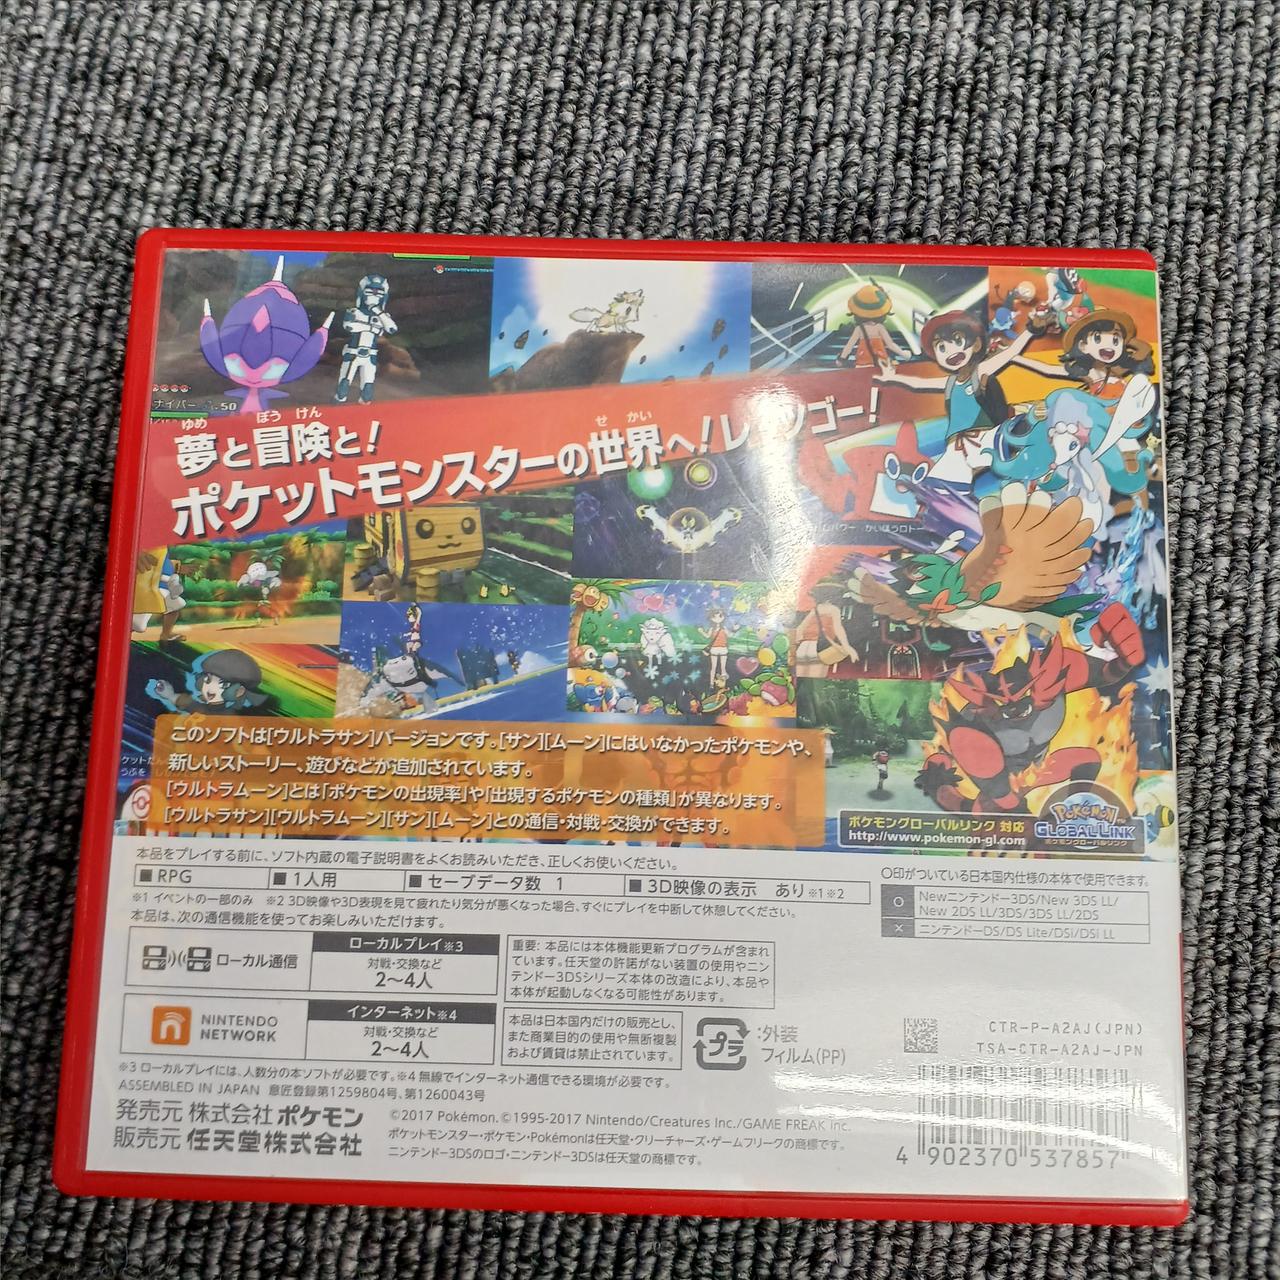 ナイバー
.50
ゆめ ぼう けん
夢と冒険と!
せ かい
ポケットモンスターの世界へ!レッツゴー!
このソフトは[ウルトラサン]バージョンです。[サン][ムーン]にはいなかったポケモンや、
新しいストーリー、遊びなどが追加されています。
[ウルトラムーン]とは「ポケモンの出現率」や「出現するポケモンの種類」が異なります。
[ウルトラサン][ウルトラムーン][サン][ムーン]との通信・対戦・交換ができます。
ポケモングローバルリンク 対応
http://www.pokemon-gl.com
POKéMON
GLOBAL LINK
ポケモングローバルリンク
本品をプレイする前に、ソフト内蔵の電子説明書をよくお読みいただき、正しくお使いください。
■RPG ■1人用 ■セーブデータ数 1 ■3D映像の表示 あり※1※2
※1 イベントの一部のみ ※2 3D映像や3D表現を見て疲れたり気分が悪くなった場合、すぐにプレイを中断して休憩してください。
本品は、次の通信機能を使ってお楽しみいただけます。
○印がついている日本国内仕様の本体で使用できます。
○ Newニンテンドー3DS/New 3DS LL/
New 2DS LL/3DS/3DS LL/2DS
× ニンテンドーDS/DS Lite/DSi/DSi LL
ローカル通信
ローカルプレイ※3
対戦・交換など
2〜4人
NINTENDO
NETWORK
インターネット※4
対戦・交換など
2〜4人
重要: 本品には本体機能更新プログラムが含まれ
ています。任天堂の許諾がない装置の使用やニン
テンドー3DSシリーズ本体の改造により、本品や
本体が起動しなくなる可能性があります。
本品は日本国内だけの販売とし、
また商業目的の使用や無断複製
および賃貸は禁止されています。
プラ
:外装
フィルム(PP)
CTR-P-A2AJ(JPN)
TSA-CTR-A2AJ-JPN
※3 ローカルプレイには、人数分の本ソフトが必要です。※4 無線でインターネット通信できる環境が必要です。
ASSEMBLED IN JAPAN 意匠登録第1259804号、第1260043号
発売元 株式会社 ポケモン
販売元 任天堂株式会社
©2017 Pokémon. ©1995-2017 Nintendo/Creatures Inc./GAME FREAK inc.
ポケットモンスター・ポケモン・Pokémonは任天堂・クリーチャーズ・ゲームフリークの商標です。
ニンテンドー3DSのロゴ・ニンテンドー3DSは任天堂の商標です。
4 902370 537857